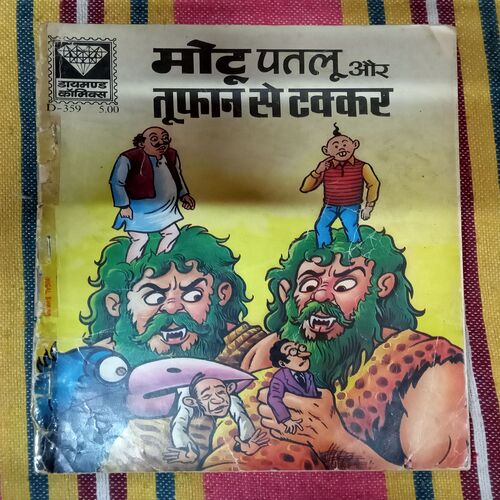 डायमण्ड
कॉमिक्स
D-359 5.00
मोटू पतलू और
तूफान से टक्कर